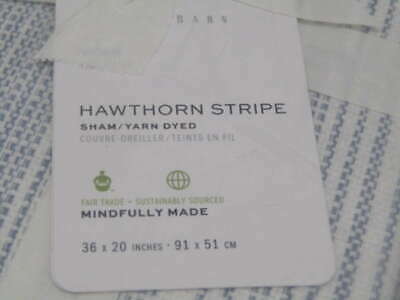 HAWTHORN STRIPE
SHAM/YARN DYED
COUVRE-OREILLER/TEINTS EN FIL
FAIR TRADE • SUSTAINABLY SOURCED
MINDFULLY MADE
36 x 20 INCHES · 91 x 51 CM